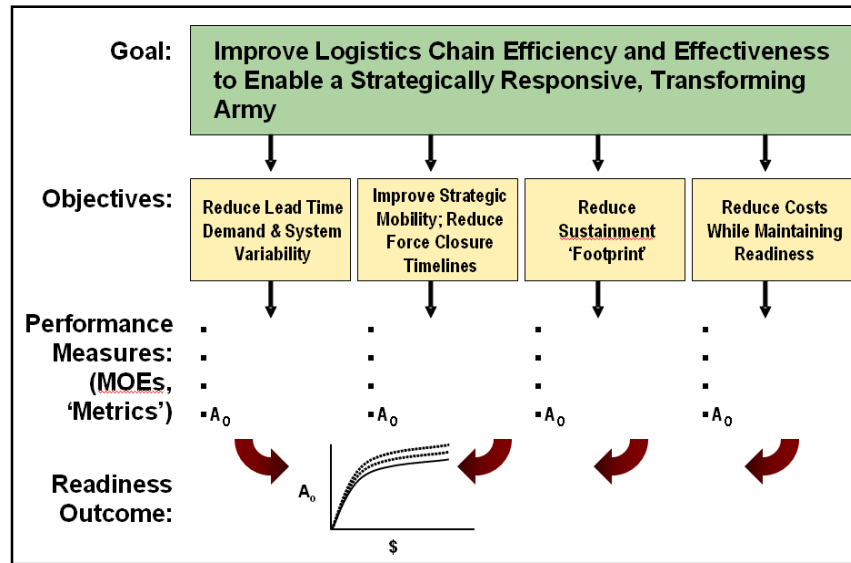 Goal:
Improve Logistics Chain Efficiency and Effectiveness
to Enable a Strategically Responsive, Transforming
Army
Objectives:
Reduce Lead Time
Demand & System
Variability
Improve Strategic
Mobility; Reduce
Force Closure
Timelines
Reduce
Sustainment
'Footprint'
Reduce Costs
While Maintaining
Readiness
Performance
Measures:
(MOEs,
‘Metrics’)
▪
▪
▪
▪ A₀
▪
▪
▪
▪ A₀
▪
▪
▪
▪ A₀
▪
▪
▪
▪ A₀
Readiness
Outcome:
Aₒ
$